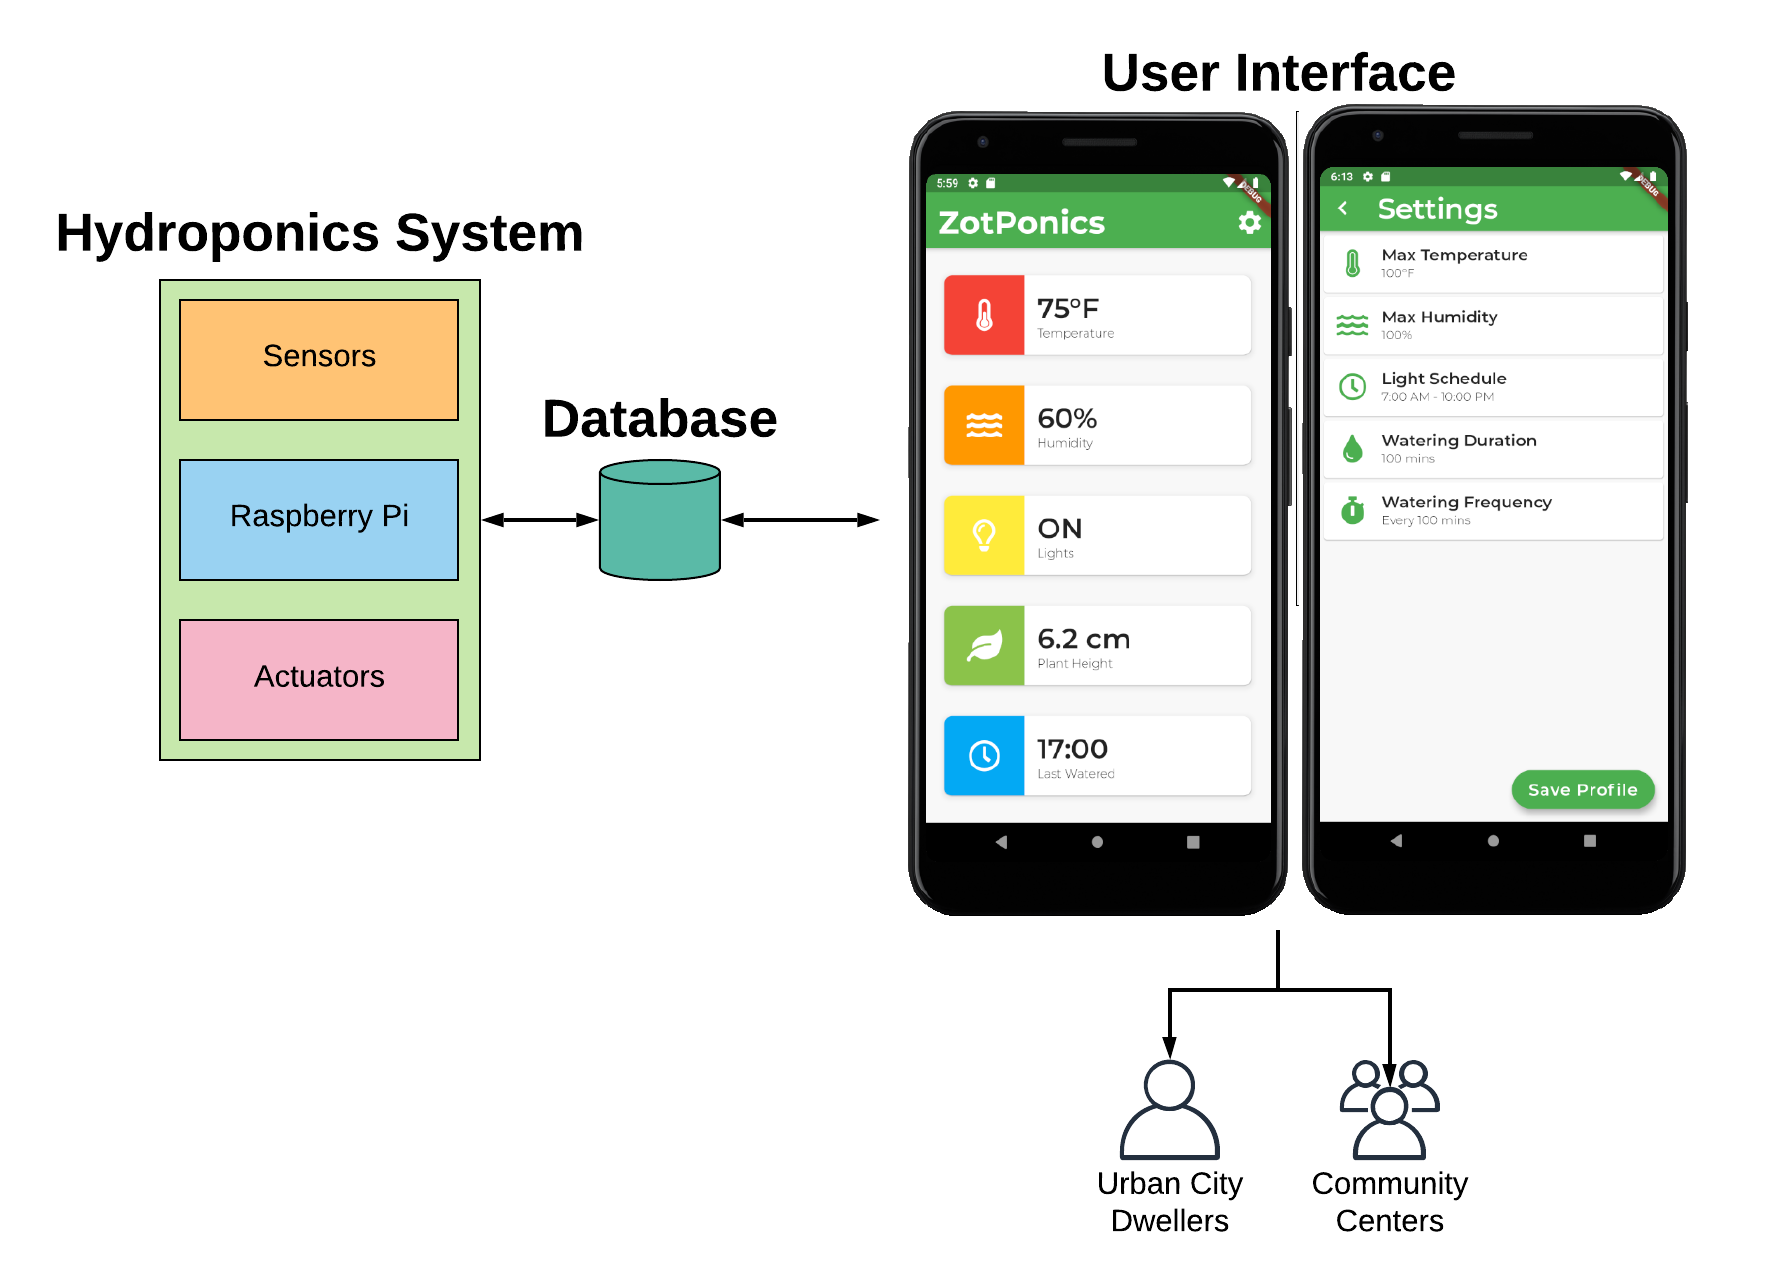 User Interface
Hydroponics System
Sensors
Raspberry Pi
Actuators
Database
5:59
DEBUG
ZotPonics
75°F
Temperature
60%
Humidity
ON
Lights
6.2 cm
Plant Height
17:00
Last Watered
6:13
DEBUG
Settings
Max Temperature
100°F
Max Humidity
100%
Light Schedule
7:00 AM - 10:00 PM
Watering Duration
100 mins
Watering Frequency
Every 100 mins
Save Profile
Urban City
Dwellers
Community
Centers